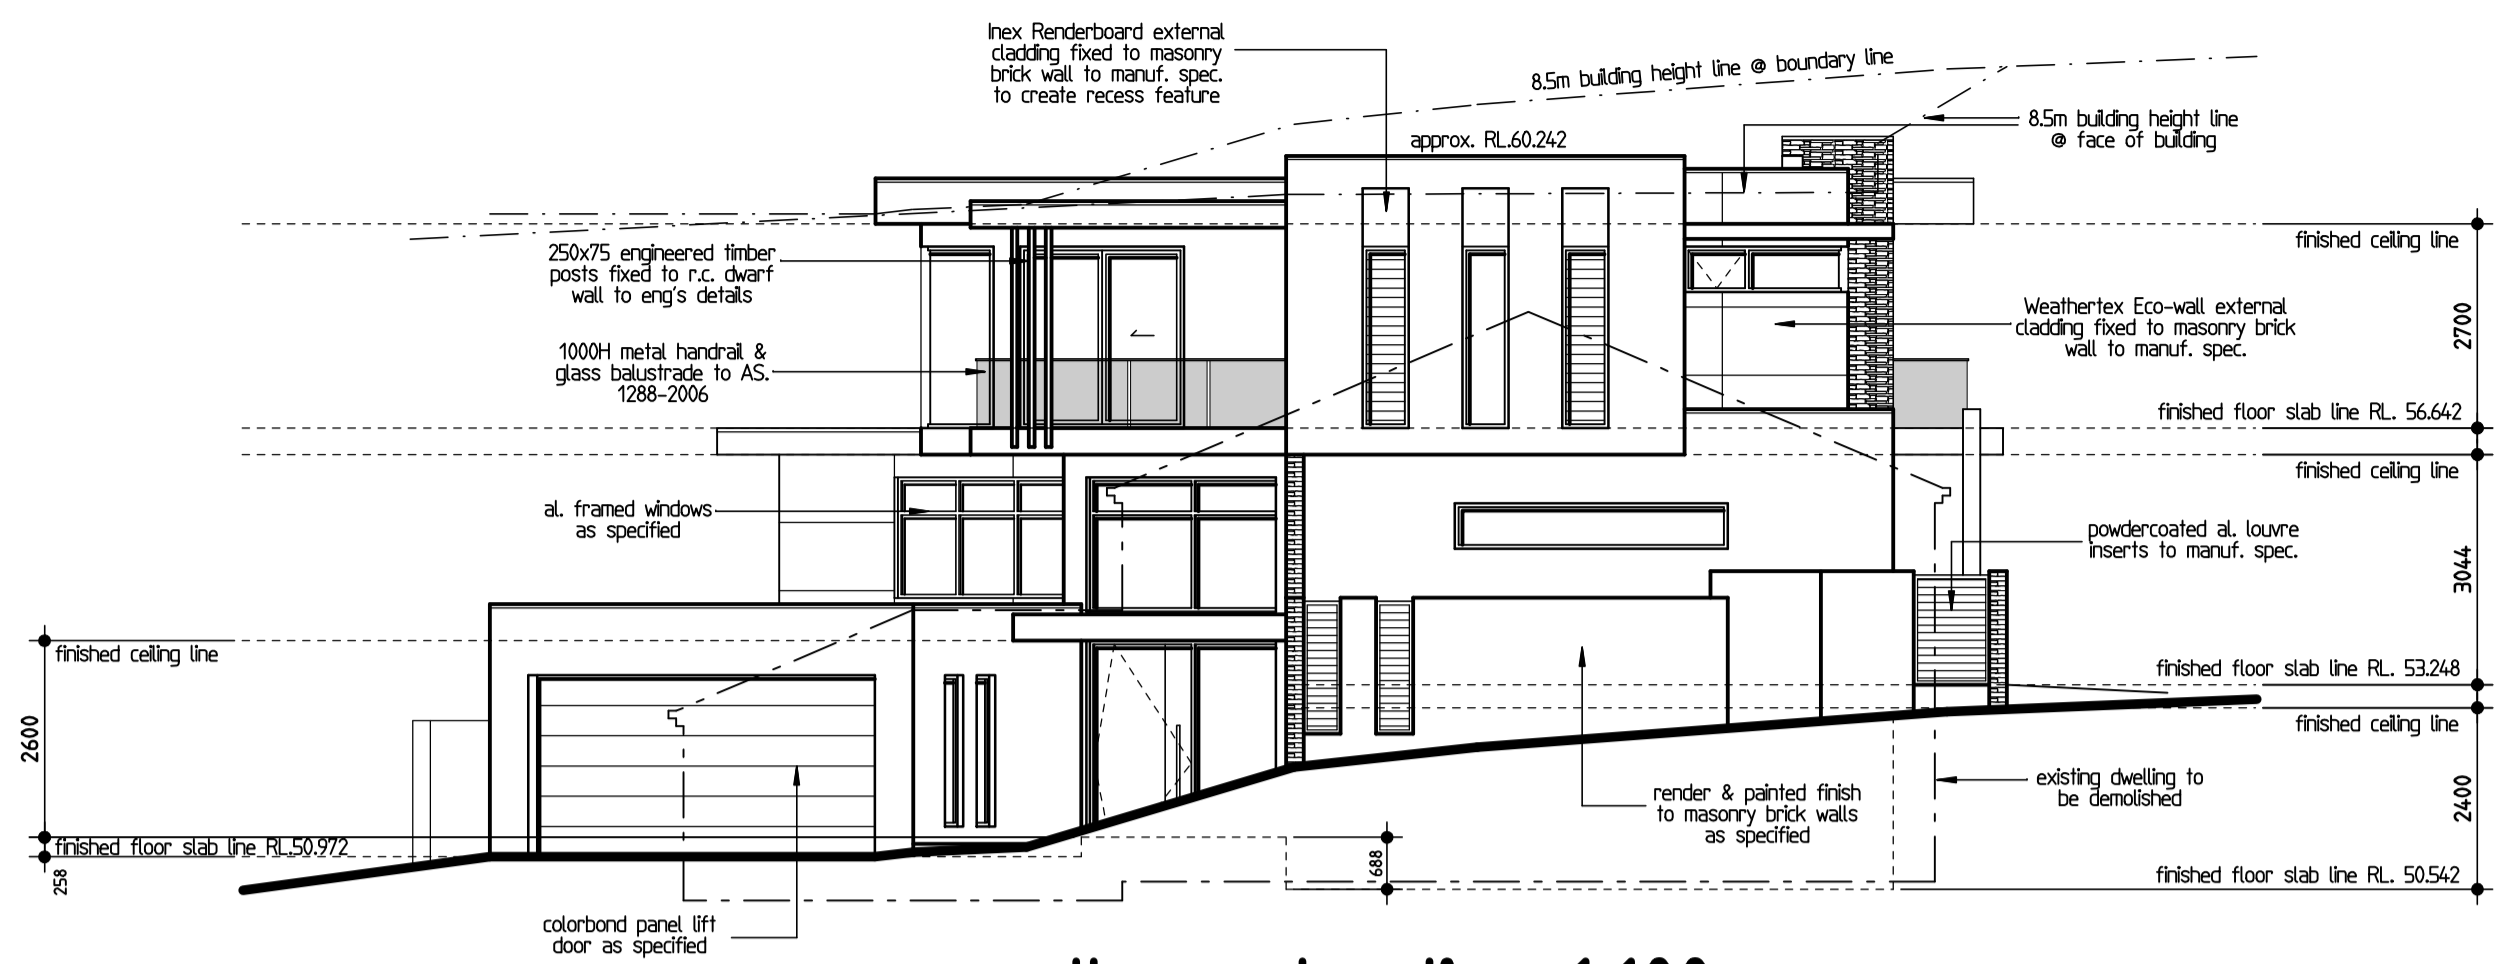 Inex Renderboard external
cladding fixed to masonry
brick wall to manuf. spec.
to create recess feature
8.5m building height line @ boundary line
8.5m building height line
@ face of building
approx. RL.60.242
finished ceiling line
250x75 engineered timber
posts fixed to r.c. dwarf
wall to eng's details
Weathertex Eco-wall external
cladding fixed to masonry brick
wall to manuf. spec.
2700
1000H metal handrail &
glass balustrade to AS.
1288-2006
finished floor slab line RL. 56.642
finished ceiling line
al. framed windows
as specified
powdercoated al. louvre
inserts to manuf. spec.
3044
finished ceiling line
finished floor slab line RL. 53.248
finished ceiling line
2600
existing dwelling to
be demolished
render & painted finish
to masonry brick walls
as specified
2400
finished floor slab line RL.50.972
258
688
finished floor slab line RL. 50.542
colorbond panel lift
door as specified